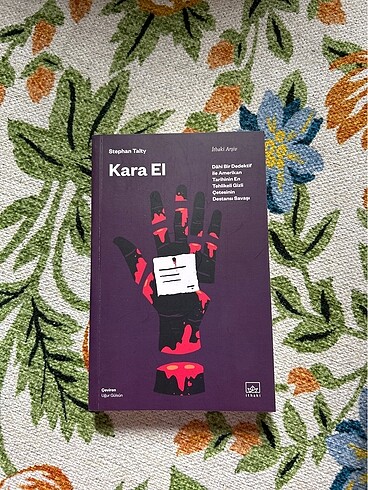 Stephan Talty
İthaki Arşiv
Kara El
Dâhi Bir Dedektif
ile Amerikan
Tarihinin En
Tehlikeli Gizli
Çetesinin
Destansı Savaşı
Çeviren
Uğur Gülsün
İTHAKİ